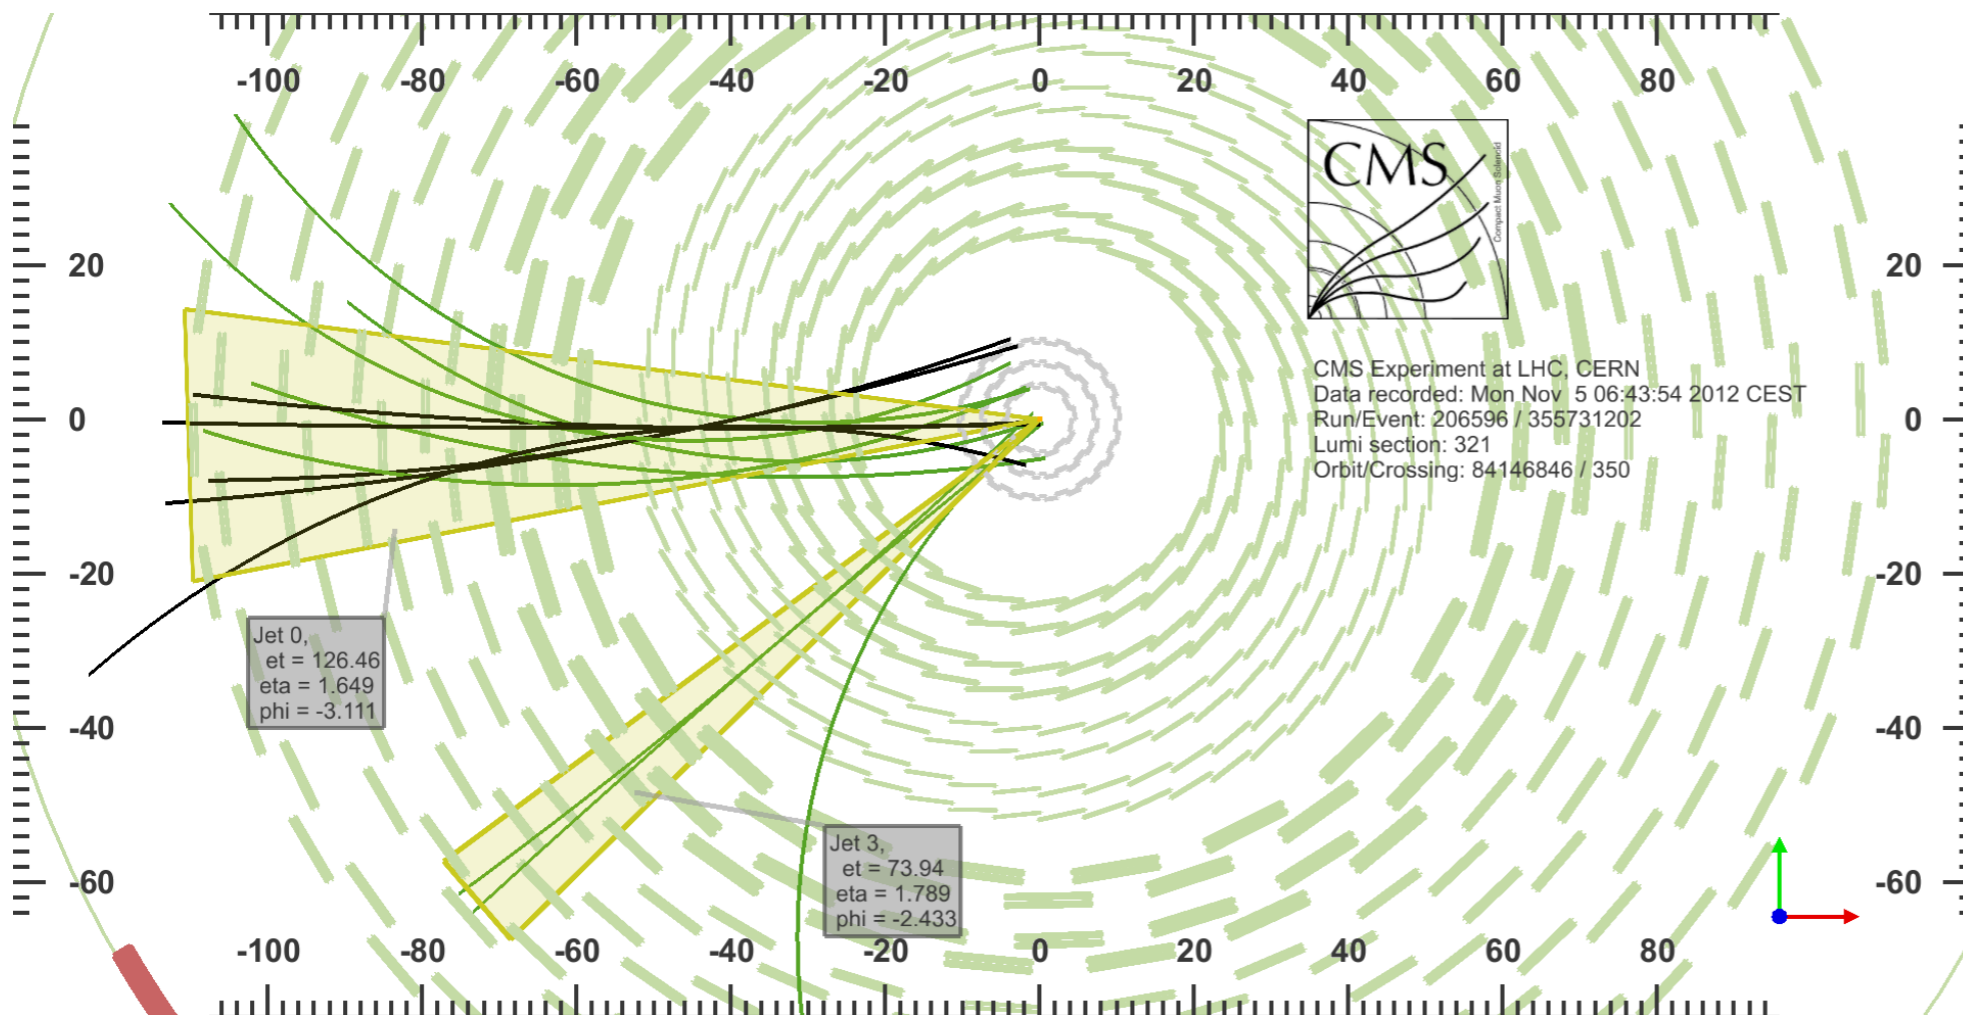 -100 -80 -60 -40 -20 0 20 40 60 80
CMS
Compact Muon Solenoid
20 20
CMS Experiment at LHC, CERN
Data recorded: Mon Nov 5 06:43:54 2012 CEST
0 0
Run/Event: 206596 / 355731202
Lumi section: 321
Orbit/Crossing: 84146846 / 350
-20 -20
Jet 0,
et = 126.46
eta = 1.649
phi = -3.111
-40 -40
Jet 3,
et = 73.94
eta = 1.789
phi = -2.433
-60 -60
-100 -80 -60 -40 -20 0 20 40 60 80